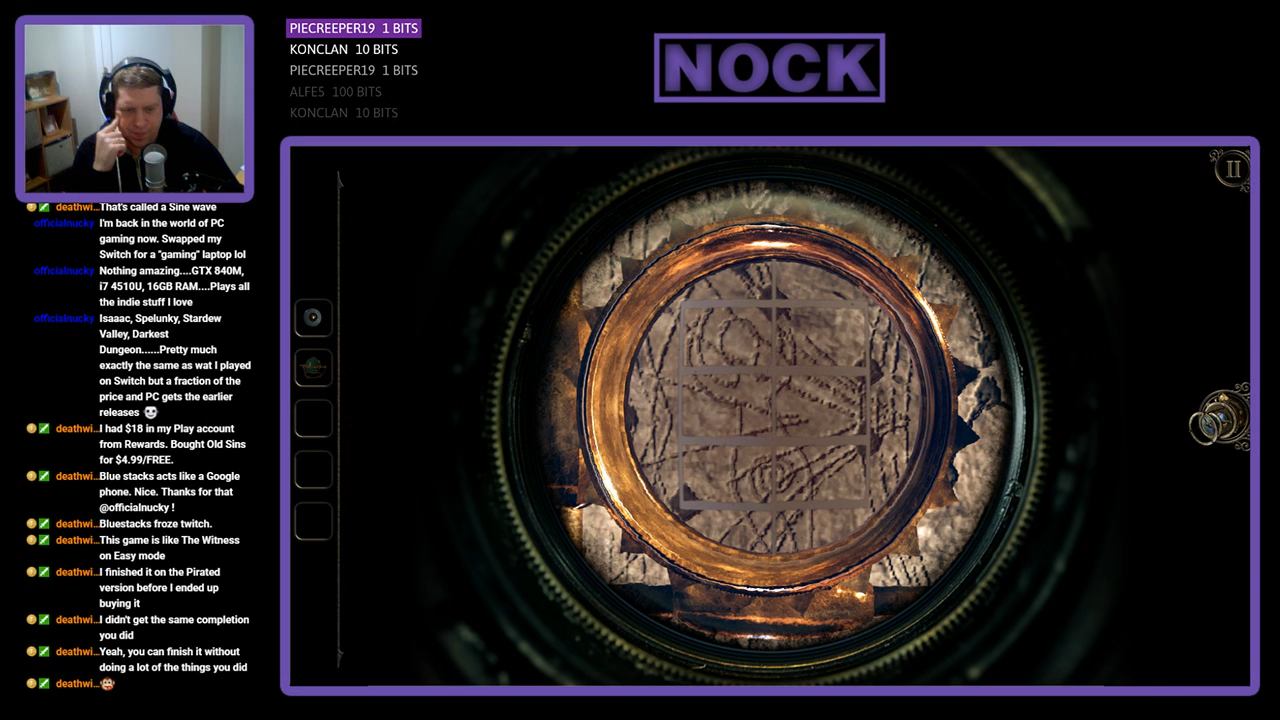 PIECREEPER19 1 BITS
KONCLAN 10 BITS
PIECREEPER19 1 BITS
ALFE5 100 BITS
KONCLAN 10 BITS
NOCK
deathwi... That's called a Sine wave
officialnucky I'm back in the world of PC
gaming now. Swapped my
Switch for a "gaming" laptop lol
officialnucky Nothing amazing....GTX 840M,
i7 4510U, 16GB RAM....Plays all
the indie stuff I love
officialnucky Isaaac, Spelunky, Stardew
Valley, Darkest
Dungeon......Pretty much
exactly the same as wat I played
on Switch but a fraction of the
price and PC gets the earlier
releases
deathwi... I had $18 in my Play account
from Rewards. Bought Old Sins
for $4.99/FREE.
deathwi... Blue stacks acts like a Google
phone. Nice. Thanks for that
@officialnucky !
deathwi... Bluestacks froze twitch.
deathwi... This game is like The Witness
on Easy mode
deathwi... I finished it on the Pirated
version before I ended up
buying it
deathwi... I didn't get the same completion
you did
deathwi... Yeah, you can finish it without
doing a lot of the things you did
deathwi...
II